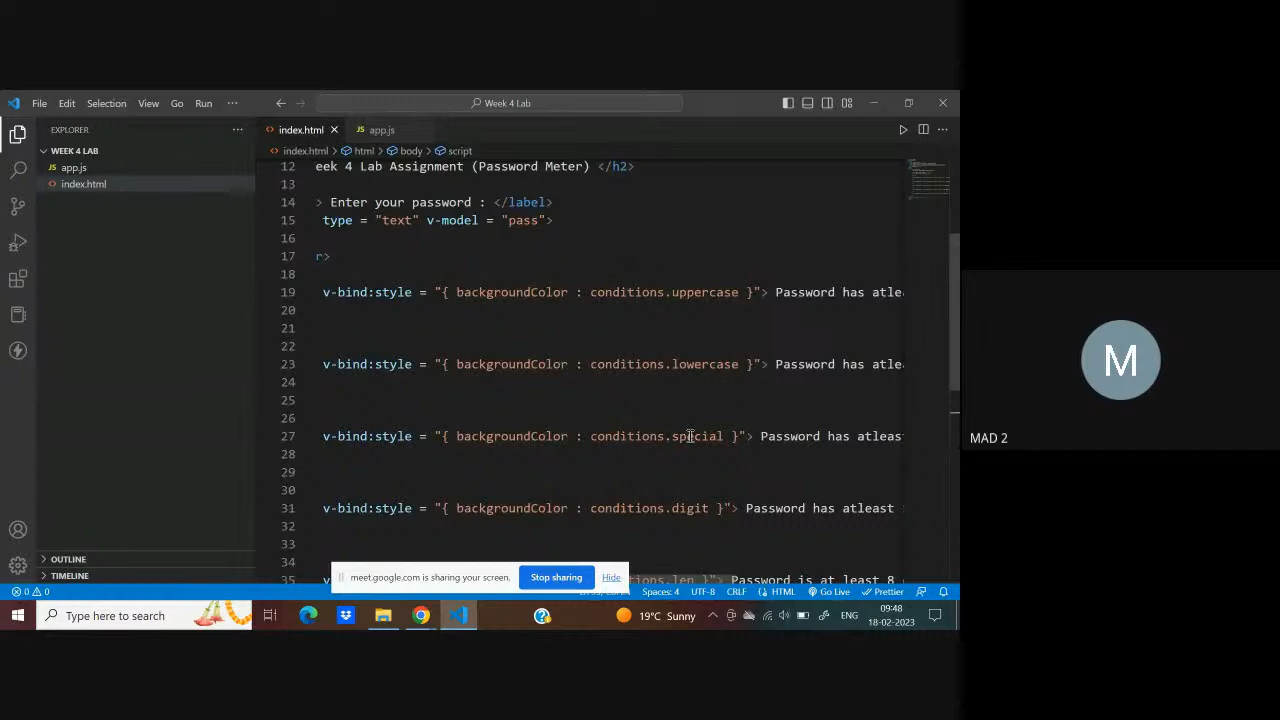 File Edit Selection View Go Run ··· Week 4 Lab
EXPLORER
WEEK 4 LAB
app.js
index.html
OUTLINE
TIMELINE
index.html app.js
index.html > html > body > script
12 eek 4 Lab Assignment (Password Meter) </h2>
13
14 > Enter your password : </label>
15 type = "text" v-model = "pass">
16
17 r>
18
19 v-bind:style = "{ backgroundColor : conditions.uppercase }"> Password has atle
20
21
22
23 v-bind:style = "{ backgroundColor : conditions.lowercase }"> Password has atle
24
25
26
27 v-bind:style = "{ backgroundColor : conditions.special }"> Password has atleast
28
29
30
31 v-bind:style = "{ backgroundColor : conditions.digit }"> Password has atleast
32
33
34
35 itions.len }"> Password is at least 8
meet.google.com is sharing your screen. Stop sharing Hide
0 0 Spaces: 4 UTF-8 CRLF HTML Go Live Prettier
Type here to search 19°C Sunny ENG 09:48
18-02-2023
M
MAD 2